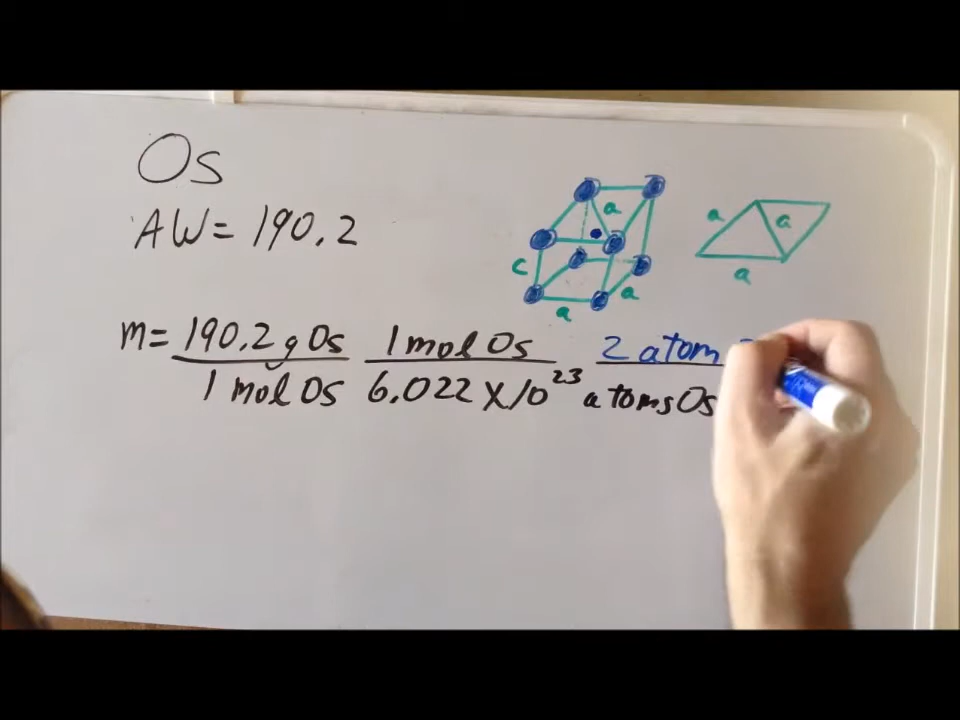 Os
AW = 190.2
a
a
c
a
a
a
a
a
m = 190.2 g Os 1 mol Os 2 atom
1 mol Os 6.022 X 10^23 atoms Os